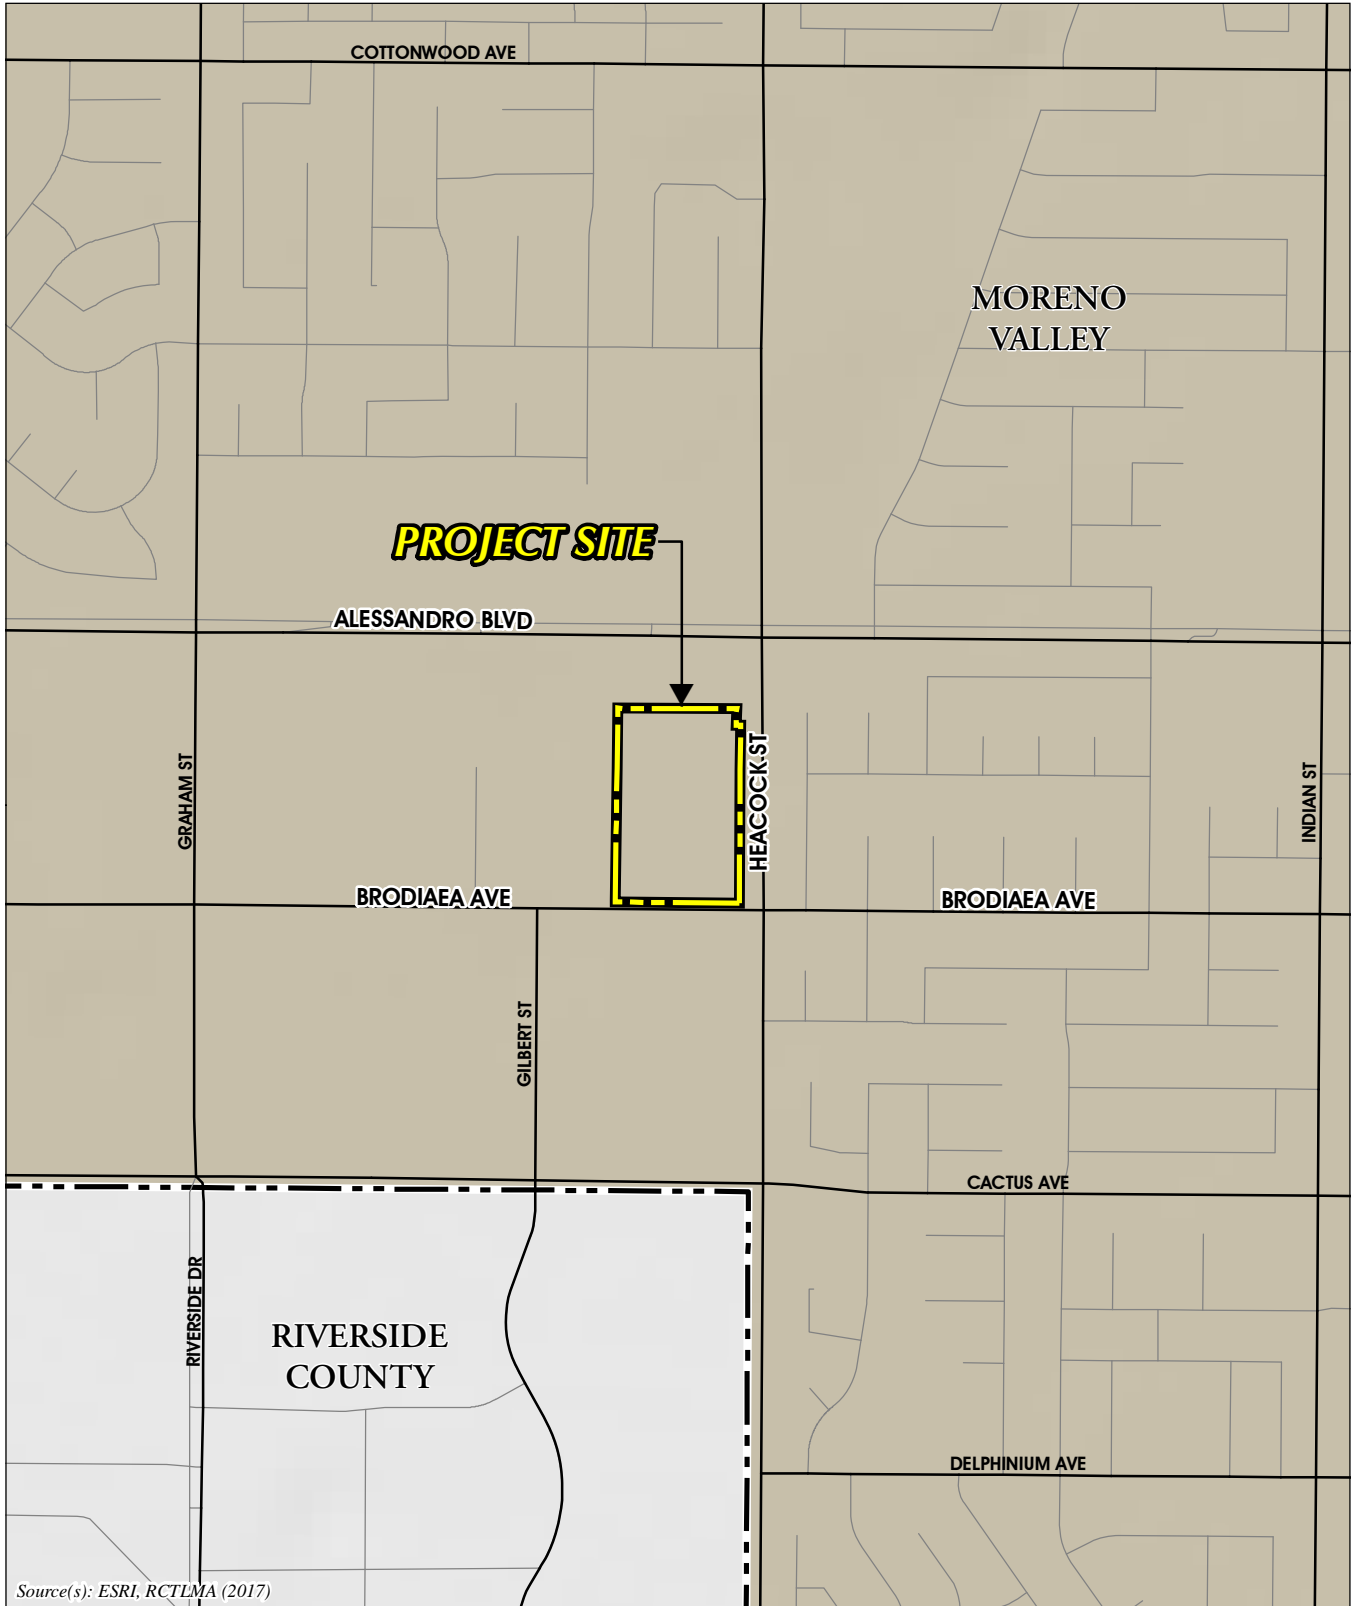 COTTONWOOD AVE
MORENO
VALLEY
PROJECT SITE
ALESSANDRO BLVD
GRAHAM ST
HEACOCK ST
INDIAN ST
BRODIAEA AVE
BRODIAEA AVE
GILBERT ST
CACTUS AVE
RIVERSIDE DR
RIVERSIDE
COUNTY
DELPHINIUM AVE
Source(s): ESRI, RCTLMA (2017)